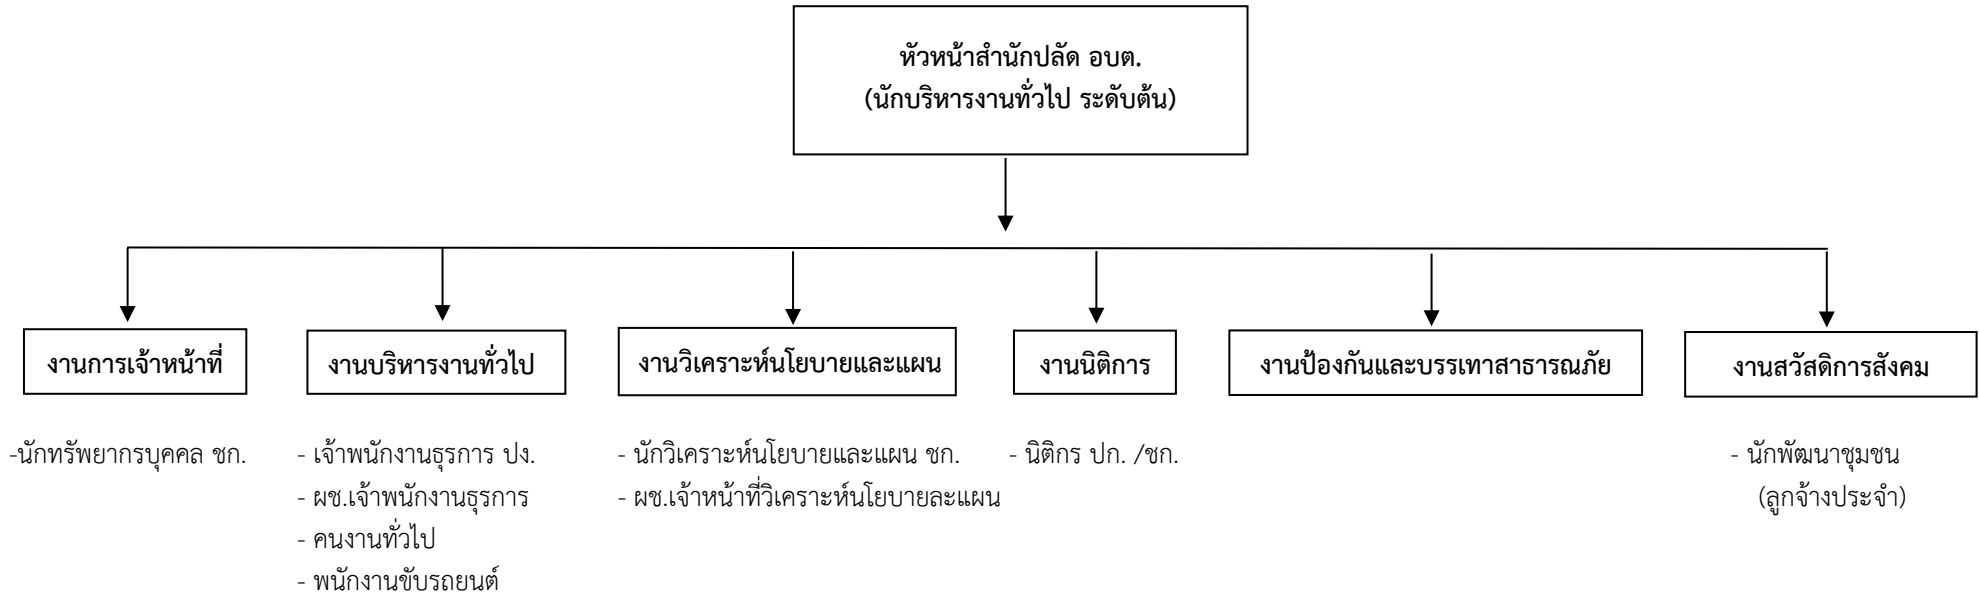 หัวหน้าสำนักปลัด อบต.
(นักบริหารงานทั่วไป ระดับต้น)
งานการเจ้าหน้าที่
งานบริหารงานทั่วไป
งานวิเคราะห์นโยบายและแผน
งานนิติการ
งานป้องกันและบรรเทาสาธารณภัย
งานสวัสดิการสังคม
-นักทรัพยากรบุคคล ชก.
- เจ้าพนักงานธุรการ ปง.
- ผช.เจ้าพนักงานธุรการ
- คนงานทั่วไป
- พนักงานขับรถยนต์
- นักวิเคราะห์นโยบายและแผน ชก.
- ผช.เจ้าหน้าที่วิเคราะห์นโยบายละแผน
- นิติกร ปก. /ชก.
- นักพัฒนาชุมชน
(ลูกจ้างประจำ)